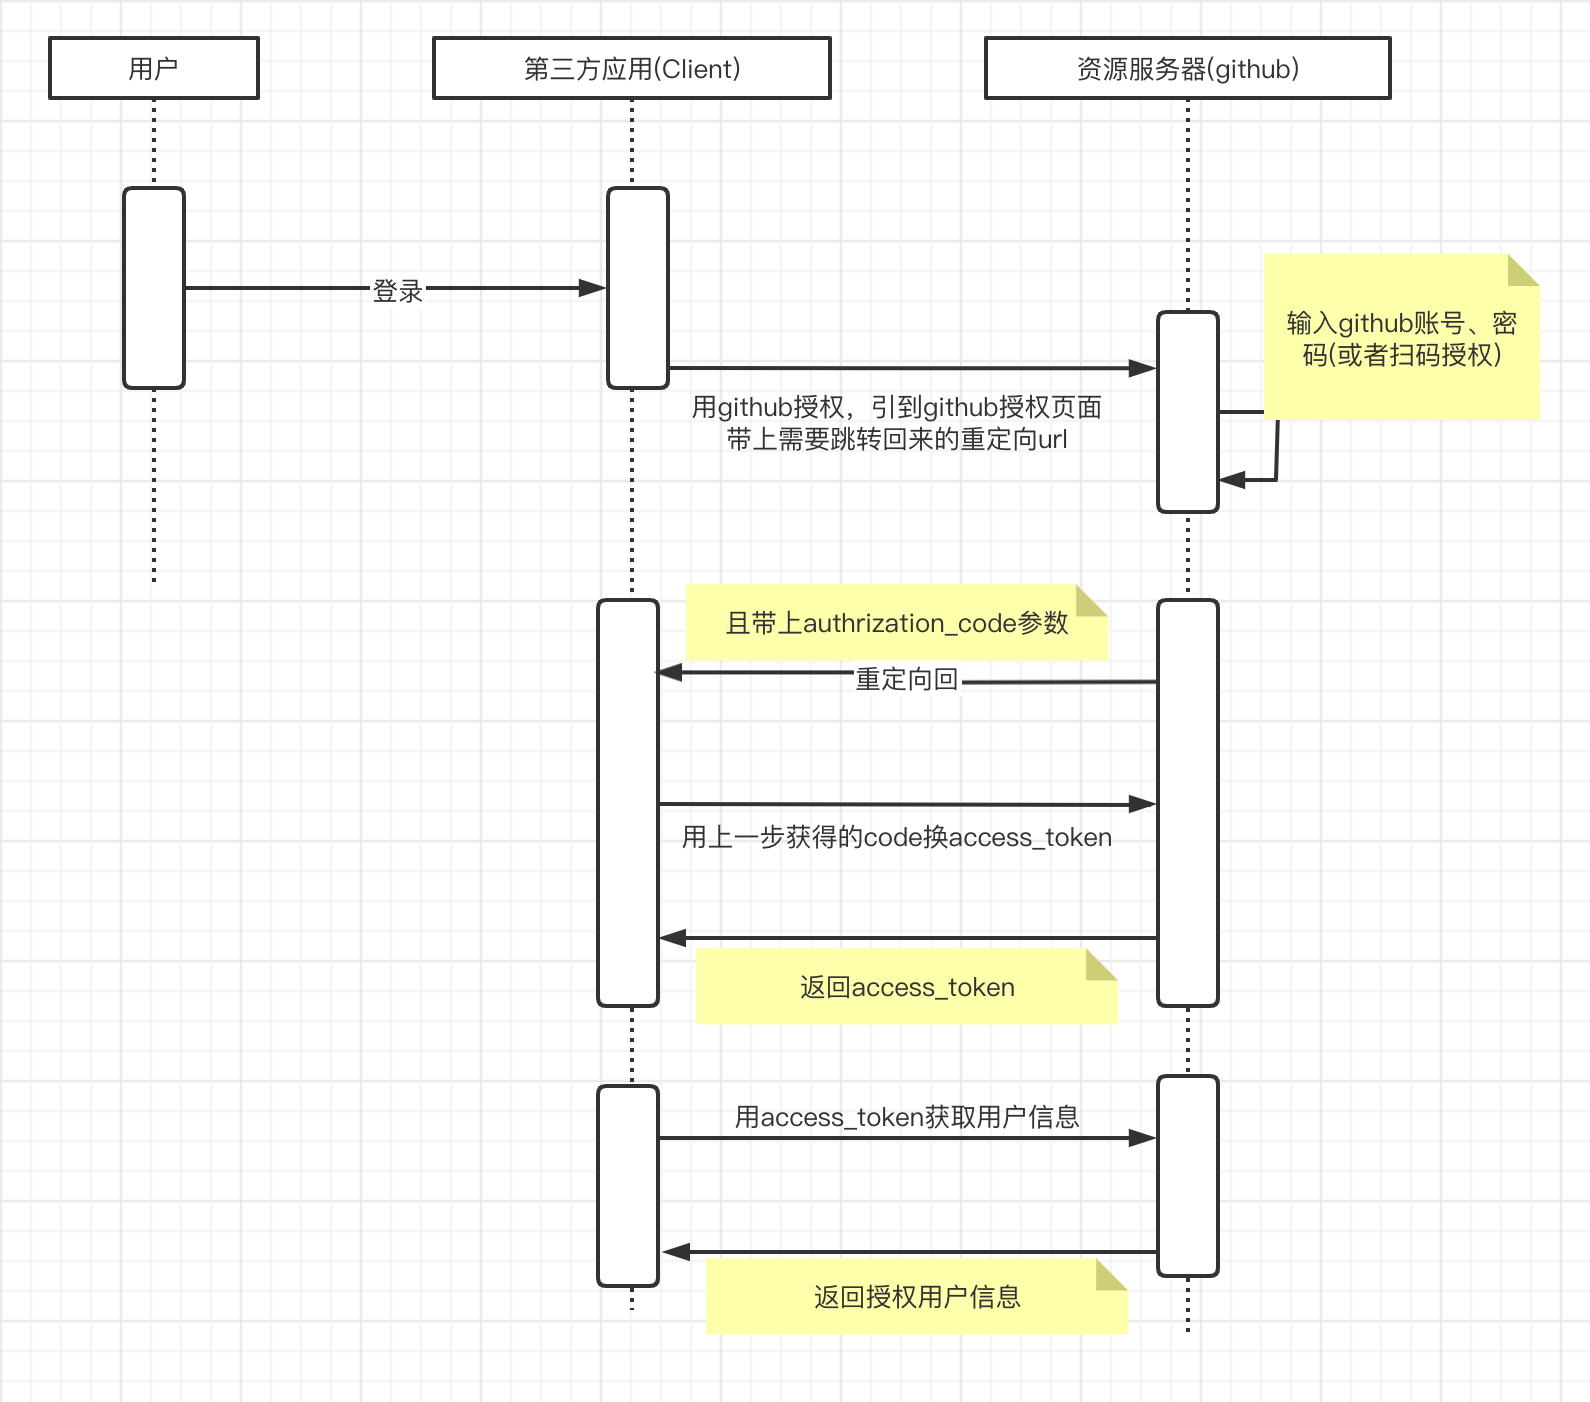 用户
第三方应用(Client)
资源服务器(github)
登录
输入github账号、密
码(或者扫码授权)
用github授权，引到github授权页面
带上需要跳转回来的重定向url
且带上authrization_code参数
重定向回
用上一步获得的code换access_token
返回access_token
用access_token获取用户信息
返回授权用户信息